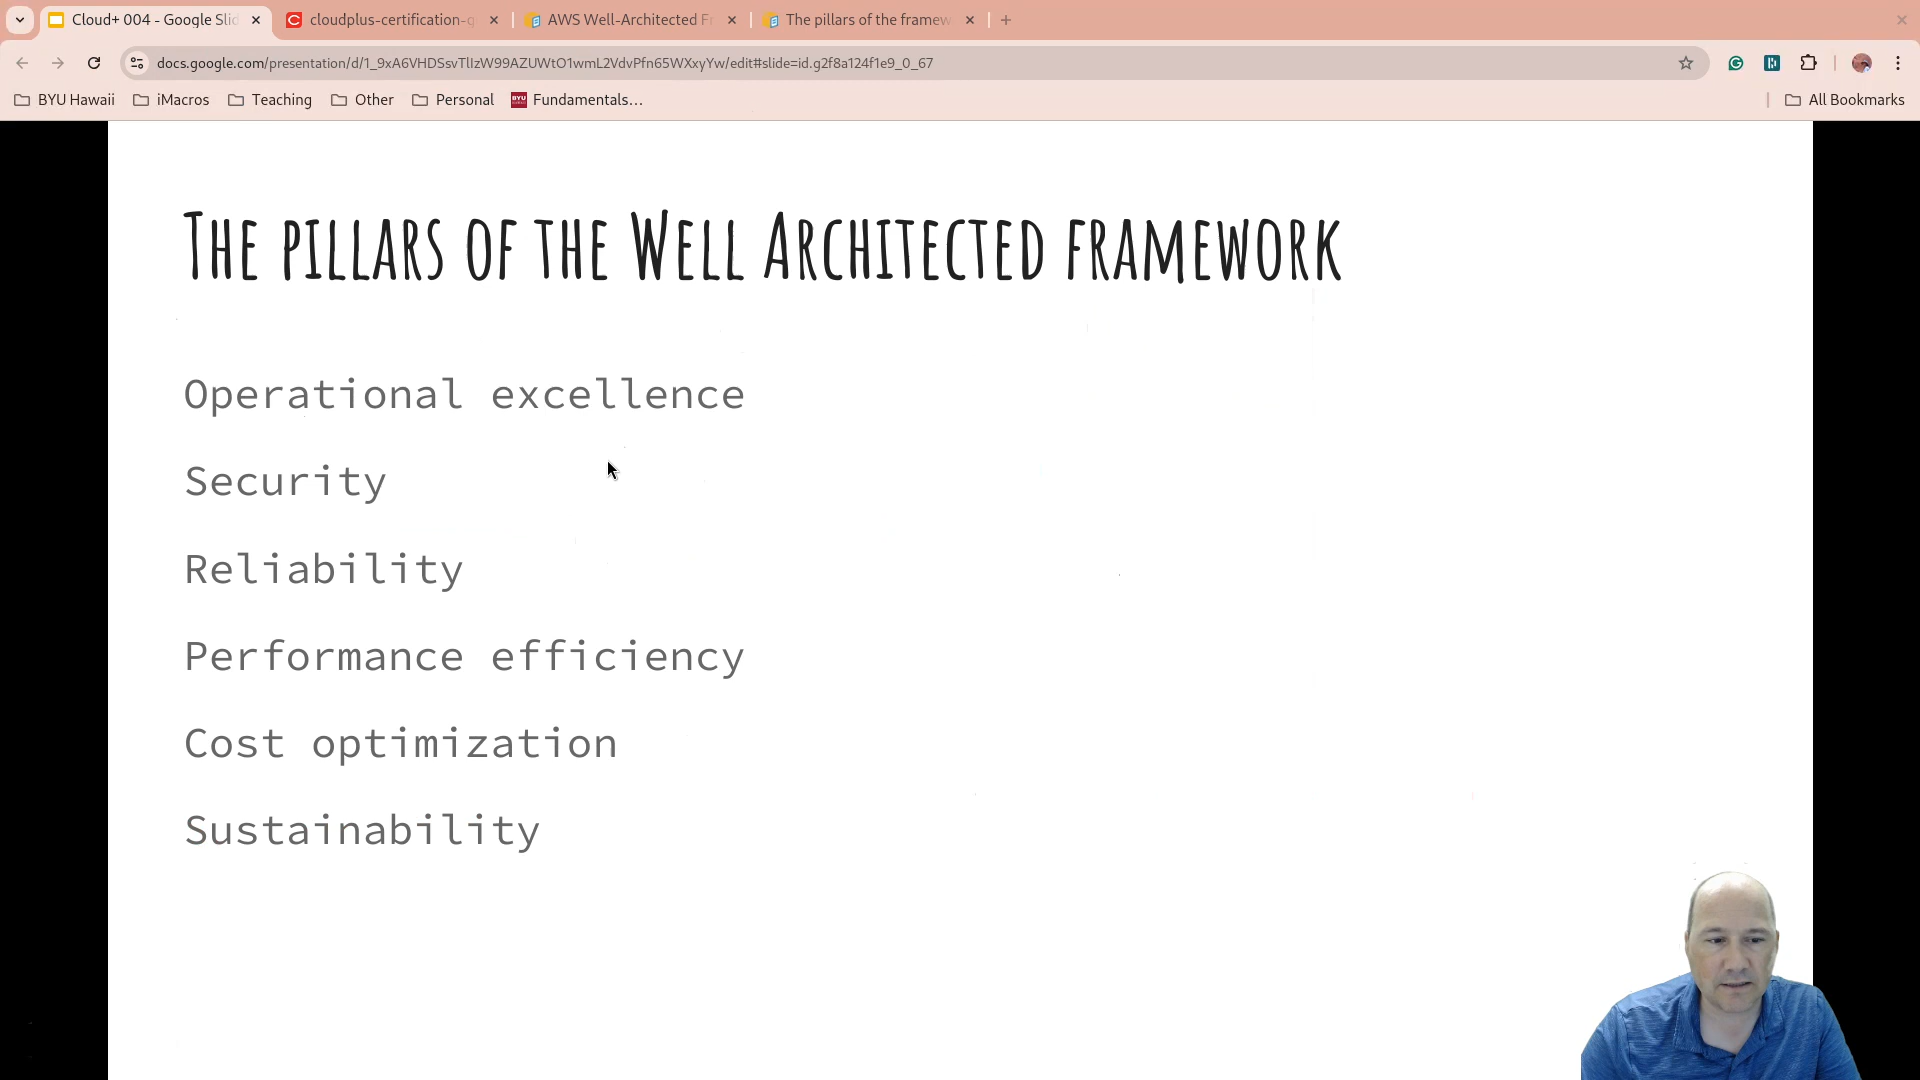 Cloud+ 004 - Google Slid
cloudplus-certification-
AWS Well-Architected F
The pillars of the framew
docs.google.com/presentation/d/1_9xA6VHDSsvTlIzW99AZUWtO1wmL2VdvPfn65WXxyYw/edit#slide=id.g2f8a124f1e9_0_67
BYU Hawaii
iMacros
Teaching
Other
Personal
Fundamentals...
All Bookmarks
The pillars of the Well Architected framework
Operational excellence
Security
Reliability
Performance efficiency
Cost optimization
Sustainability